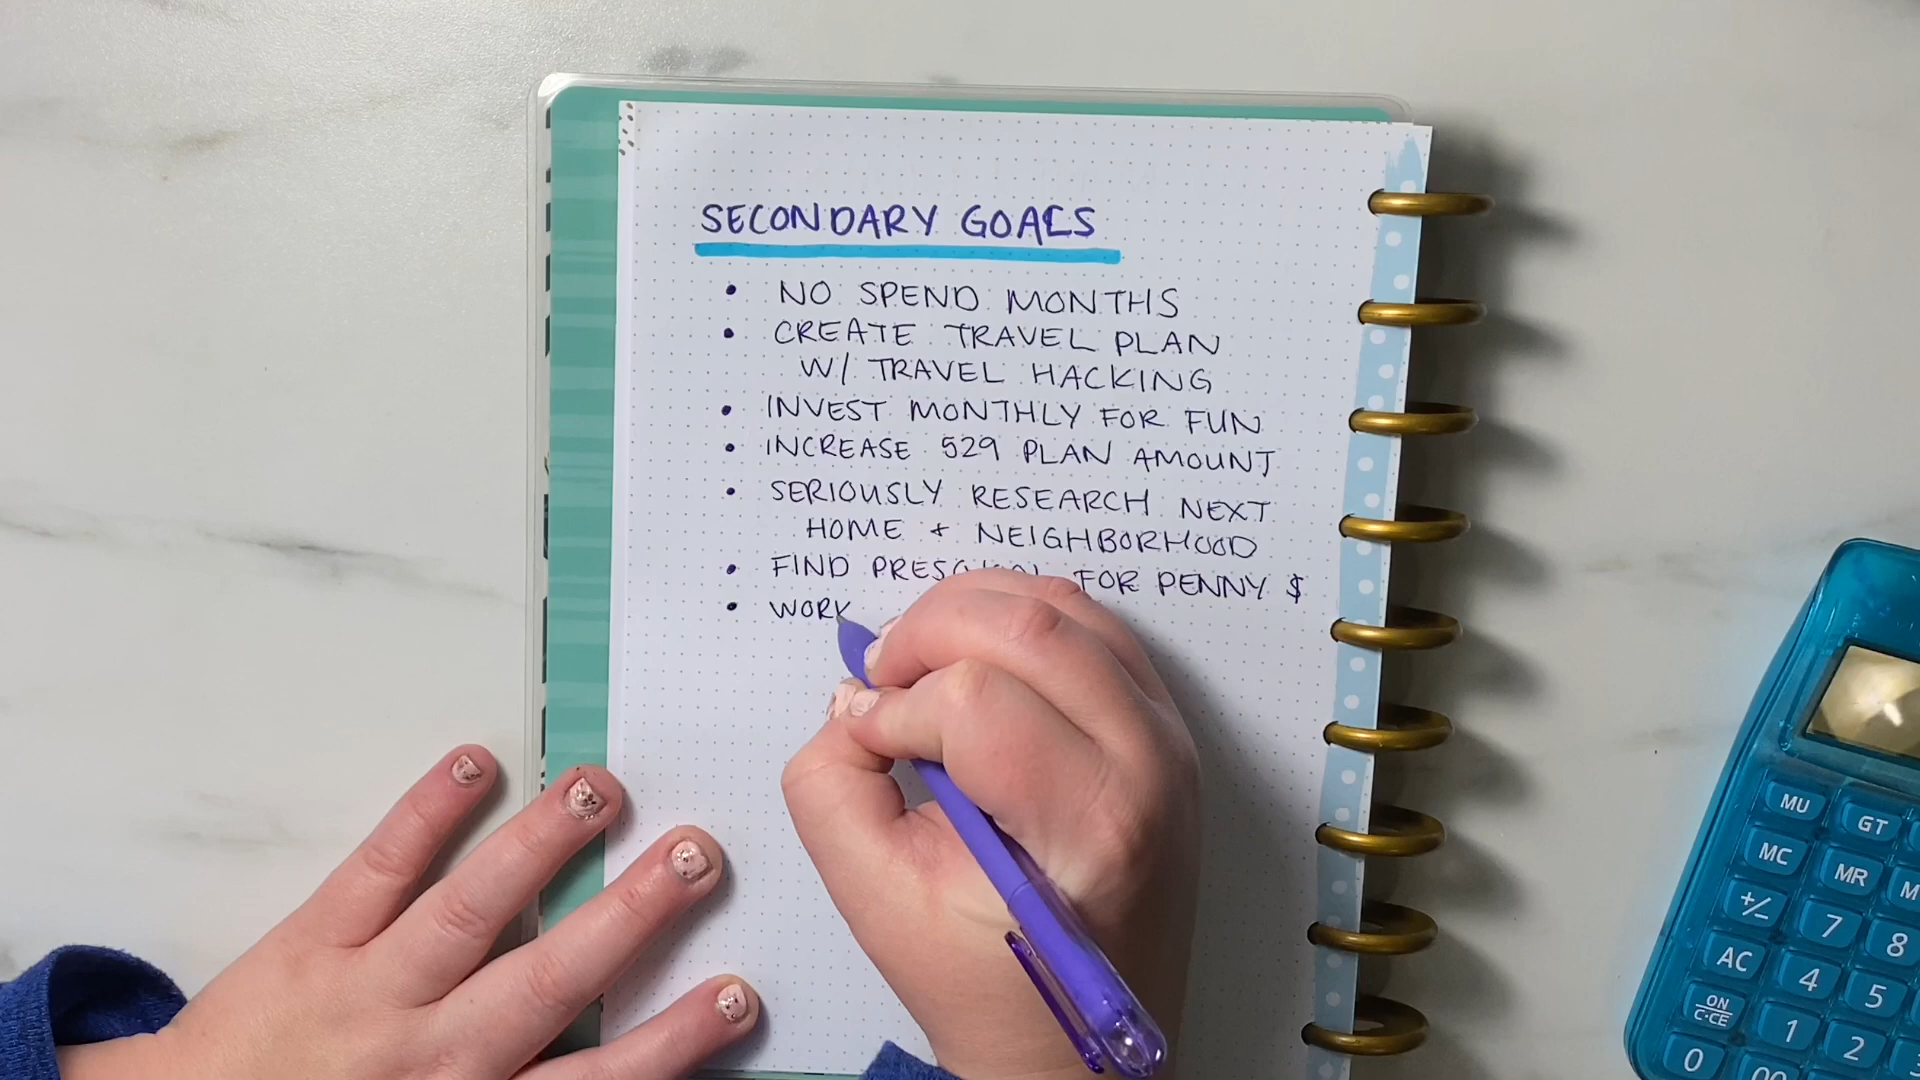 SECONDARY GOALS
• NO SPEND MONTHS
• CREATE TRAVEL PLAN
W/ TRAVEL HACKING
• INVEST MONTHLY FOR FUN
• INCREASE 529 PLAN AMOUNT
• SERIOUSLY RESEARCH NEXT
HOME + NEIGHBORHOOD
• FIND FOR PENNY $
• WORK
MU GT
MC MR M
+/- 7 8
AC 4 5
ON C·CE 1 2
0 00